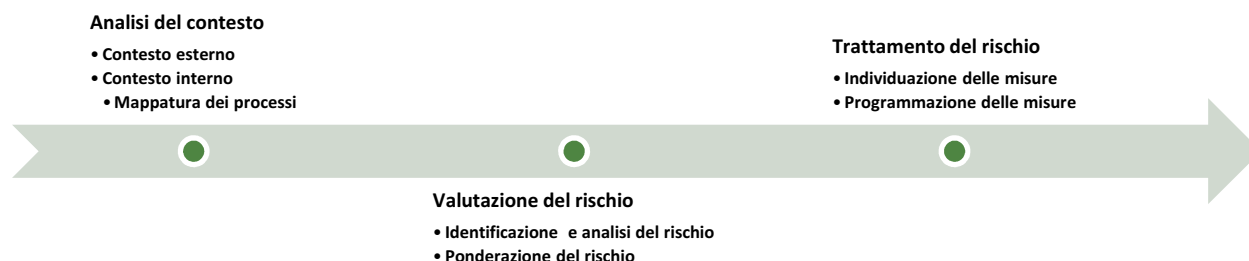 Analisi del contesto
• Contesto esterno
• Contesto interno
• Mappatura dei processi
Valutazione del rischio
• Identificazione e analisi del rischio
• Ponderazione del rischio
Trattamento del rischio
• Individuazione delle misure
• Programmazione delle misure